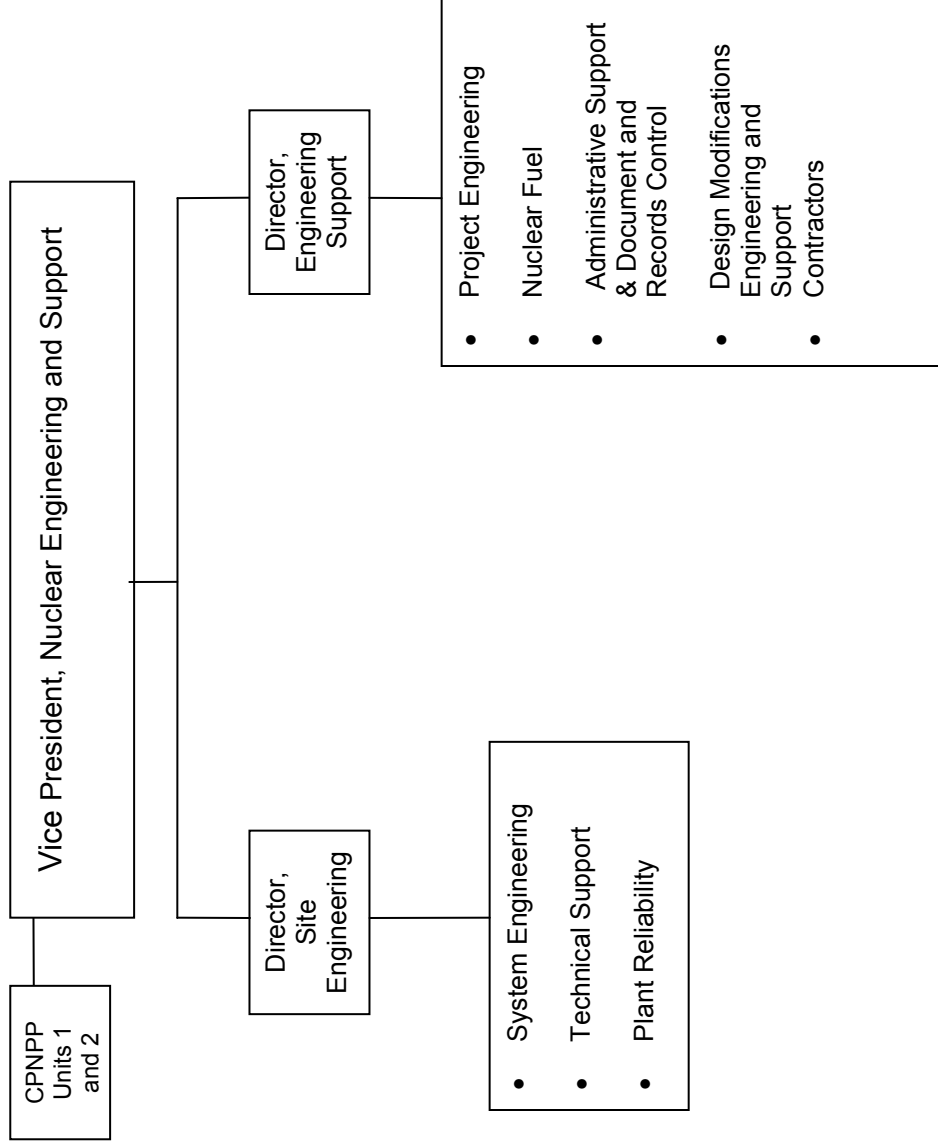 CPNPP
Units 1
and 2
Vice President, Nuclear Engineering and Support
Director,
Site
Engineering
• System Engineering
• Technical Support
• Plant Reliability
Director,
Engineering
Support
• Project Engineering
• Nuclear Fuel
• Administrative Support
& Document and
Records Control
• Design Modifications
Engineering and
Support
• Contractors